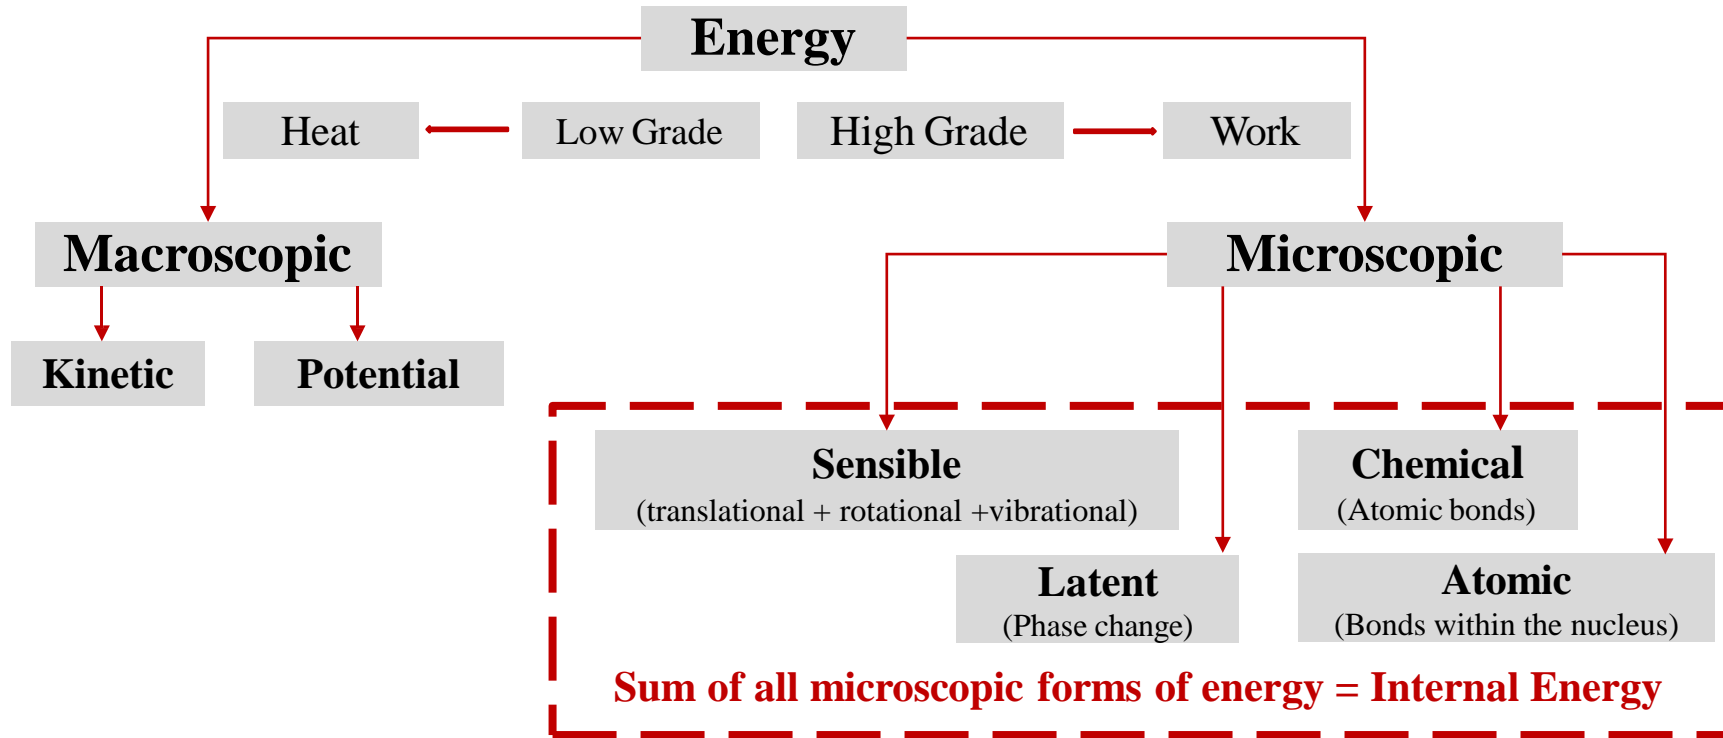 Energy
Heat
Low Grade
High Grade
Work
Macroscopic
Microscopic
Kinetic
Potential
Sensible
(translational + rotational +vibrational)
Chemical
(Atomic bonds)
Latent
(Phase change)
Atomic
(Bonds within the nucleus)
Sum of all microscopic forms of energy = Internal Energy